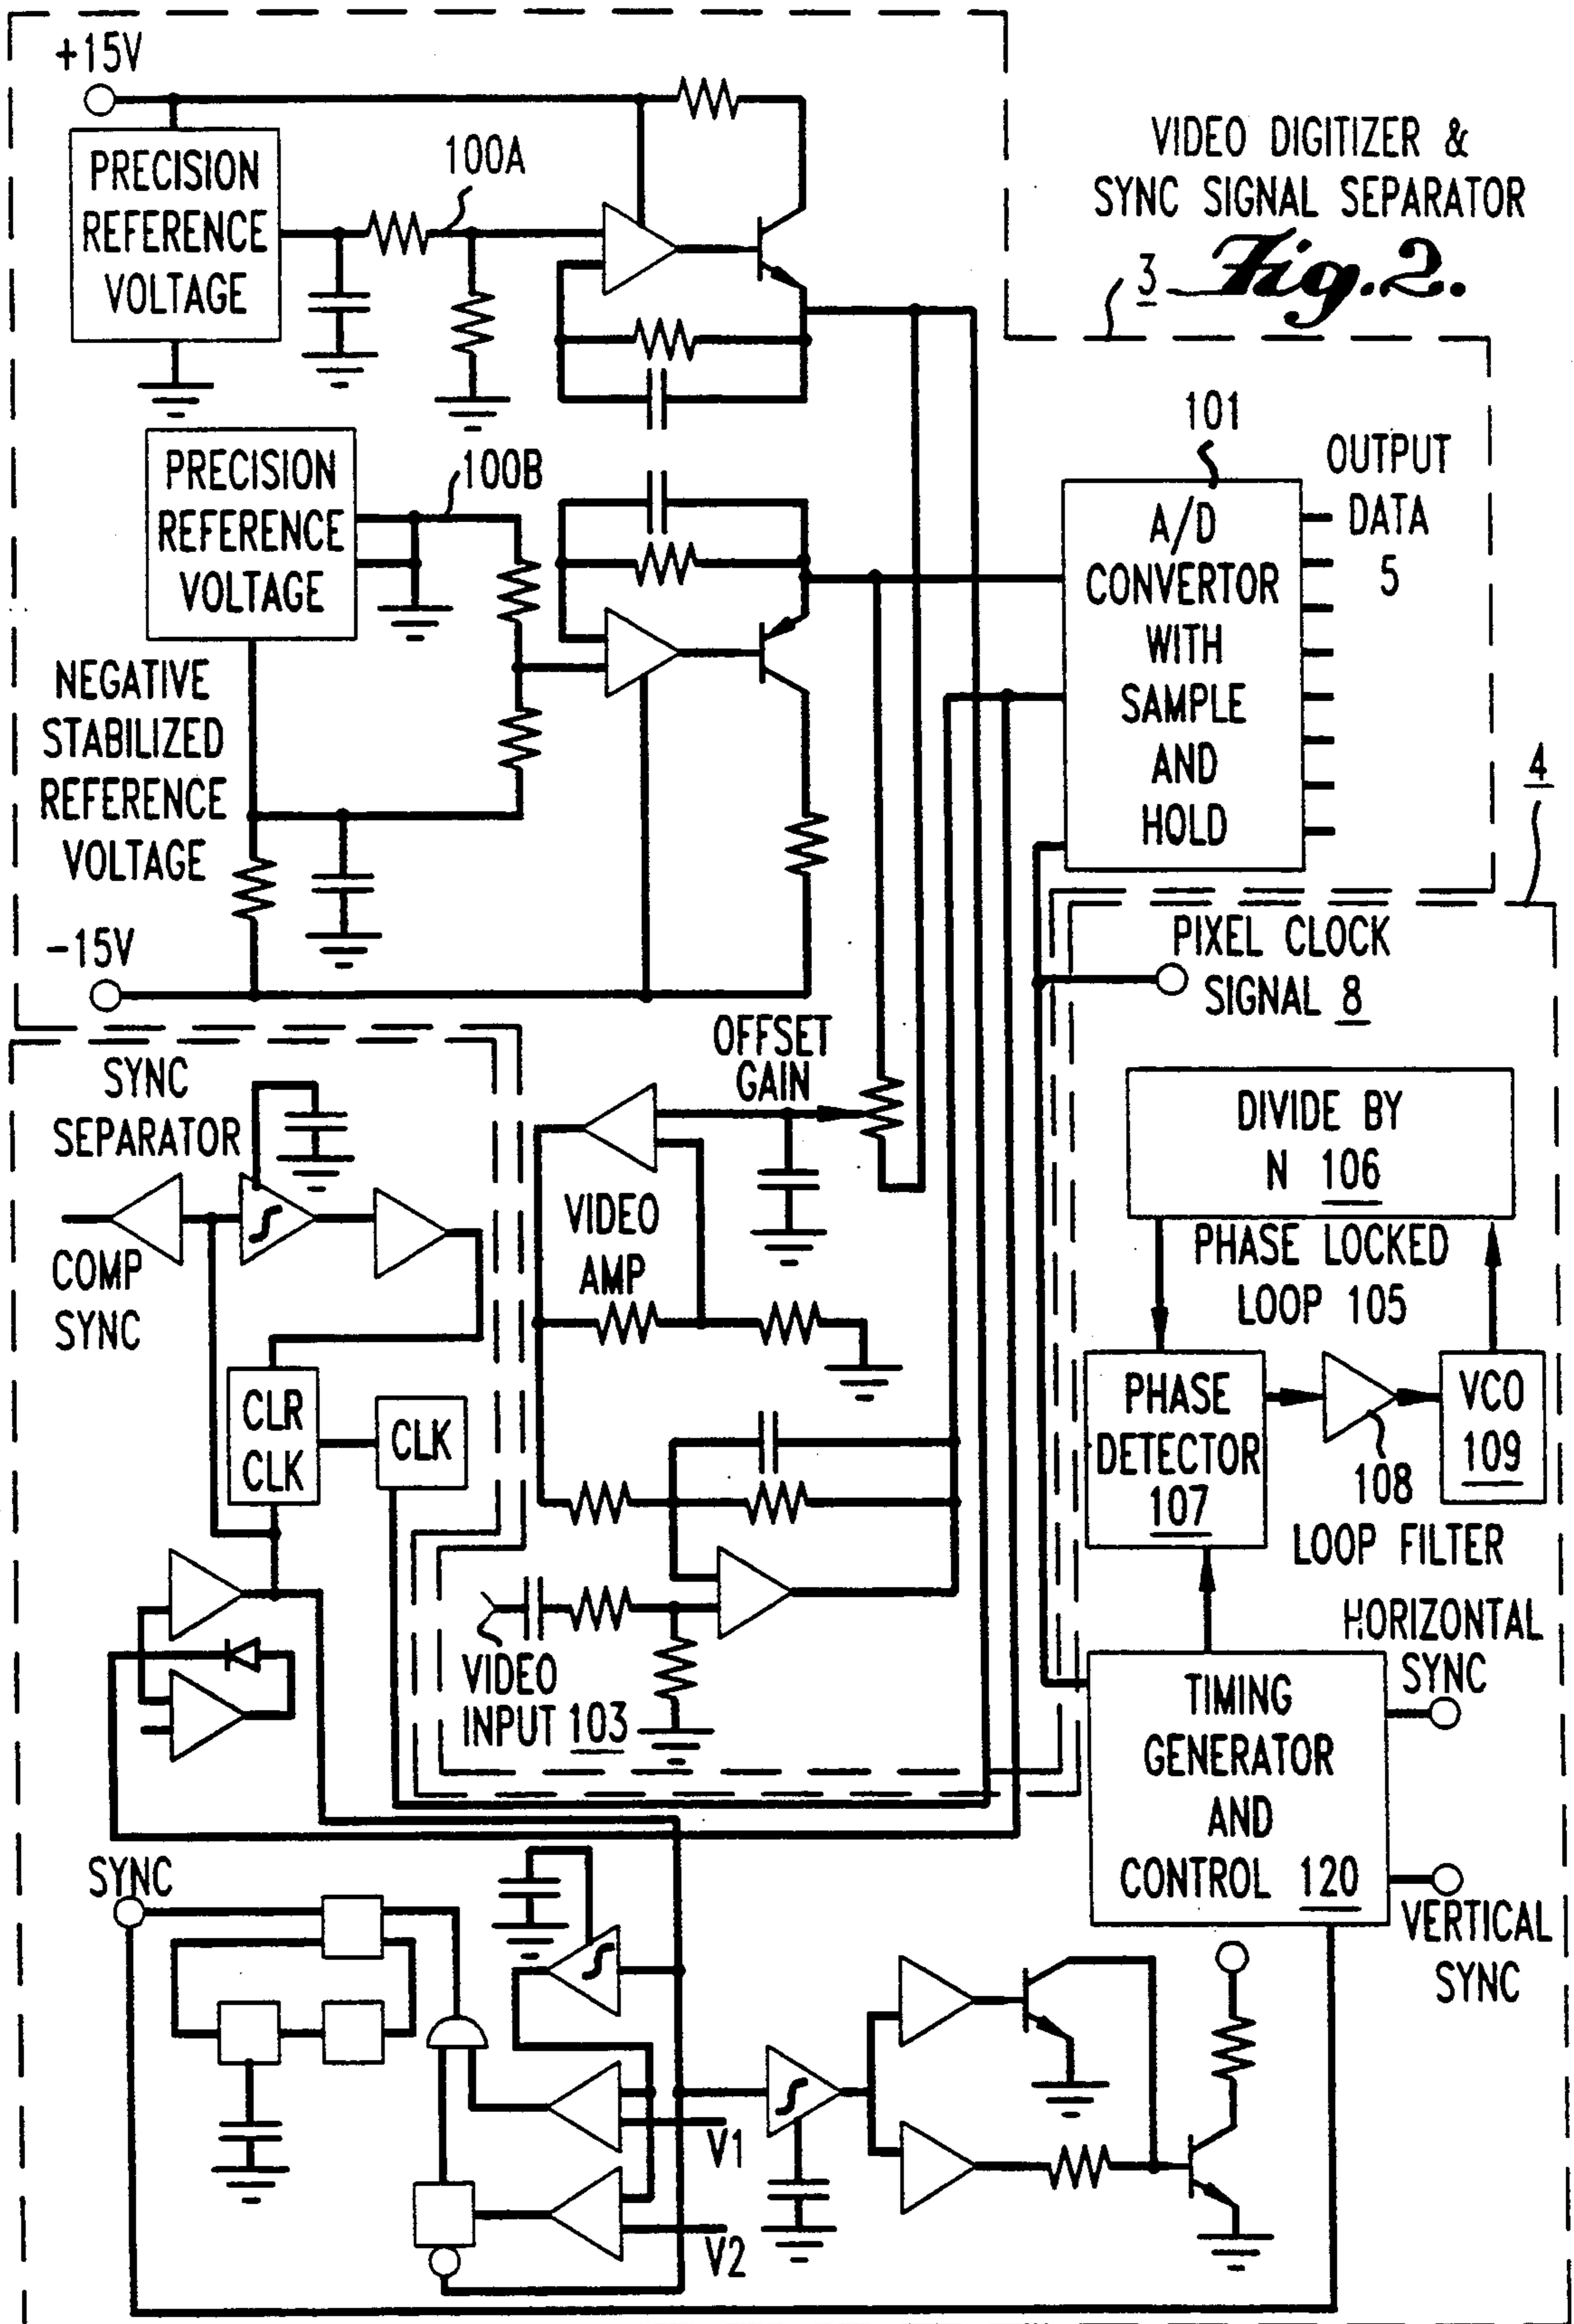 +15V
PRECISION
REFERENCE
VOLTAGE
100A
VIDEO DIGITIZER &
SYNC SIGNAL SEPARATOR
3
Fig. 2.
PRECISION
REFERENCE
VOLTAGE
100B
101
A/D
CONVERTOR
WITH
SAMPLE
AND
HOLD
OUTPUT
DATA
5
NEGATIVE
STABILIZED
REFERENCE
VOLTAGE
-15V
4
PIXEL CLOCK
SIGNAL 8
OFFSET
GAIN
SYNC
SEPARATOR
COMP
SYNC
VIDEO
AMP
DIVIDE BY
N 106
PHASE LOCKED
LOOP 105
CLR
CLK
CLK
PHASE
DETECTOR
107
108
LOOP FILTER
VCO
109
VIDEO
INPUT 103
HORIZONTAL
SYNC
TIMING
GENERATOR
AND
CONTROL 120
VERTICAL
SYNC
SYNC
V1
V2